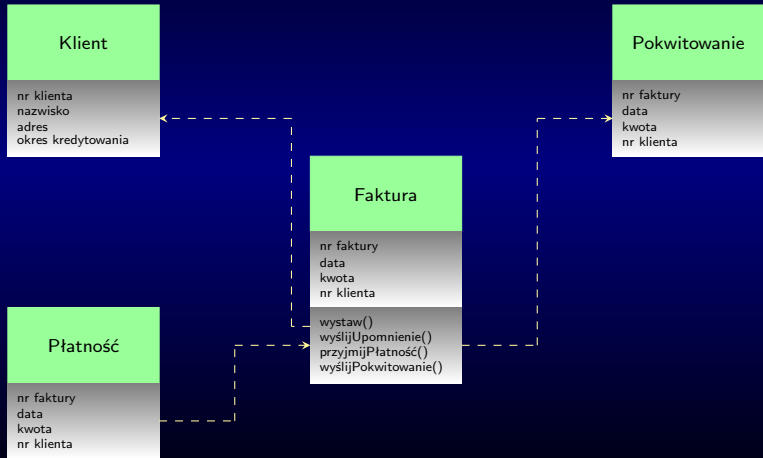 Klient
nr klienta
nazwisko
adres
okres kredytowania
Pokwitowanie
nr faktury
data
kwota
nr klienta
Faktura
nr faktury
data
kwota
nr klienta
wystaw()
wyślijUpomnienie()
przyjmijPłatność()
wyślijPokwitowanie()
Płatność
nr faktury
data
kwota
nr klienta